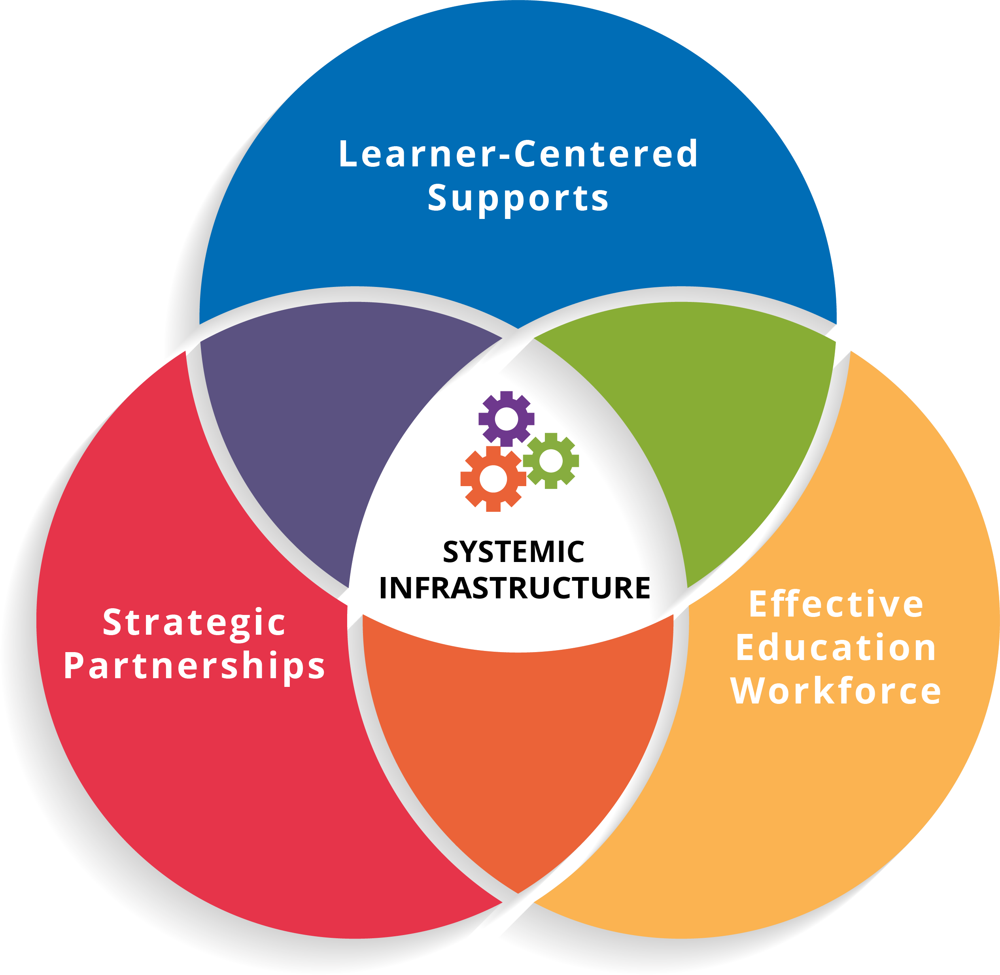 Learner-Centered
Supports
SYSTEMIC
INFRASTRUCTURE
Strategic
Partnerships
Effective
Education
Workforce